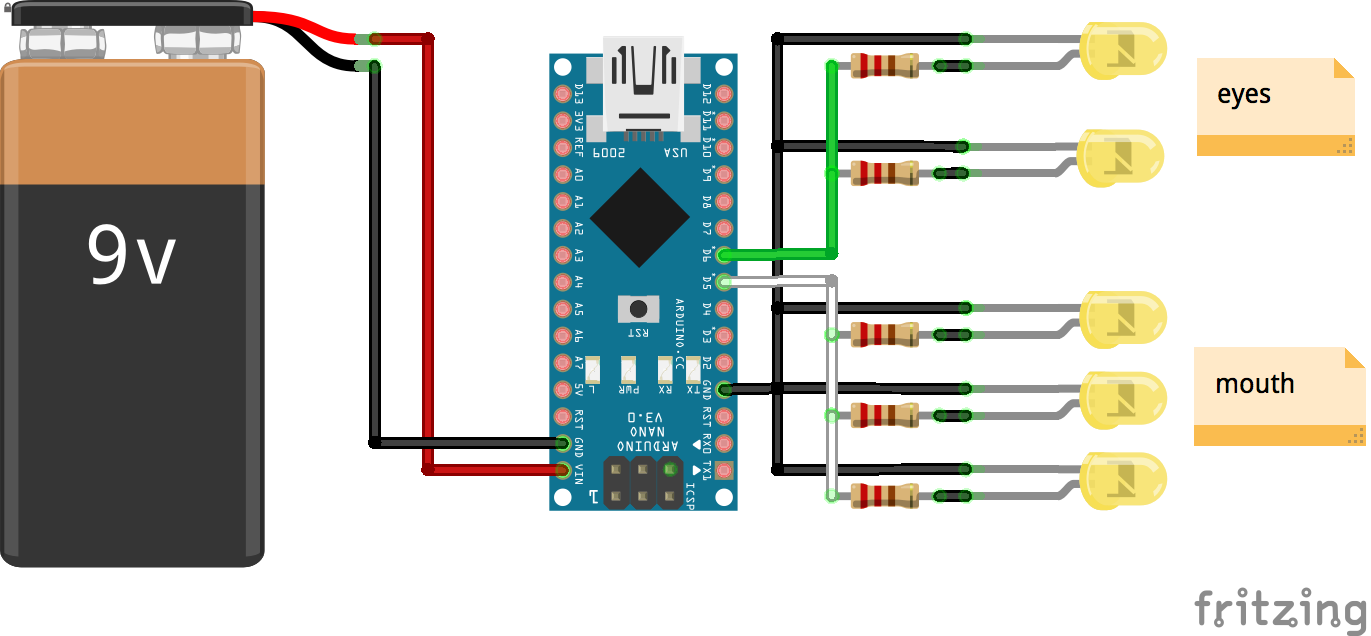 9v
D13
3V3
REF
A0
A1
A2
A3
A4
A5
A6
A7
5V
RST
GND
VIN
D12
D11
D10
D9
D8
D7
D6
D5
D4
D3
D2
GND
RST
RX0
TX1
2009
USA
RST
ARDUINO.CC
L
PWR
RX
TX
ARDUINO
NANO
V3.0
1
ICSP
eyes
mouth
fritzing